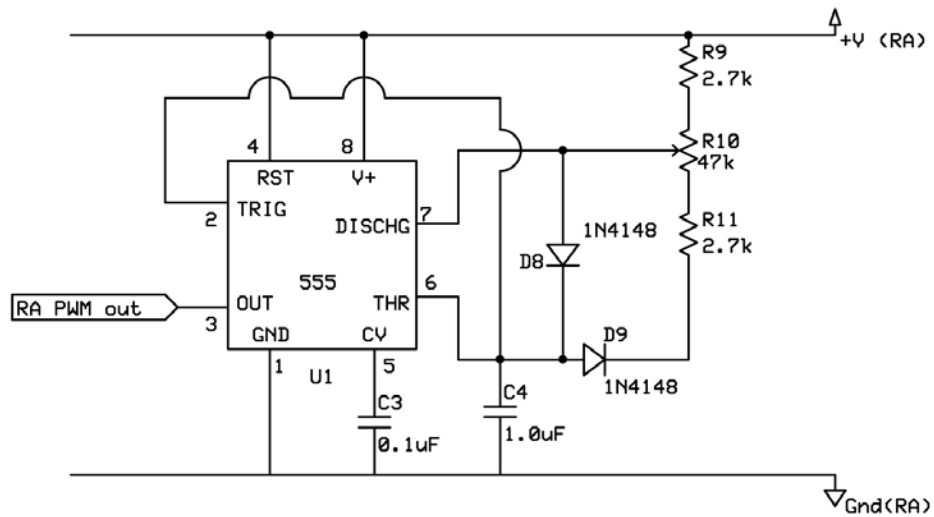 +V (RA)
R9
2.7k
R10
47k
4
8
RST
V+
2
TRIG
7
DISCHG
R11
2.7k
1N4148
D8
555
6
RA PWM out
OUT
THR
3
GND
CV
D9
1
5
U1
1N4148
C3
0.1uF
C4
1.0uF
Gnd(RA)